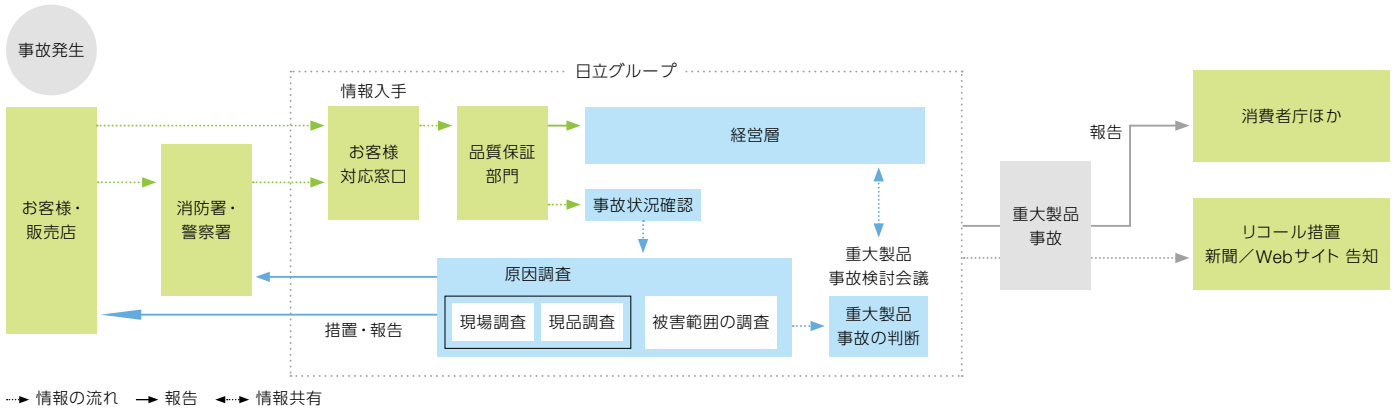 事故発生
日立グループ
情報入手
お客様・
販売店
消防署・
警察署
お客様
対応窓口
品質保証
部門
経営層
事故状況確認
原因調査
現場調査
現品調査
被害範囲の調査
措置・報告
重大製品
事故検討会議
重大製品
事故の判断
重大製品
事故
報告
消費者庁ほか
リコール措置
新聞／Webサイト 告知
情報の流れ
報告
情報共有